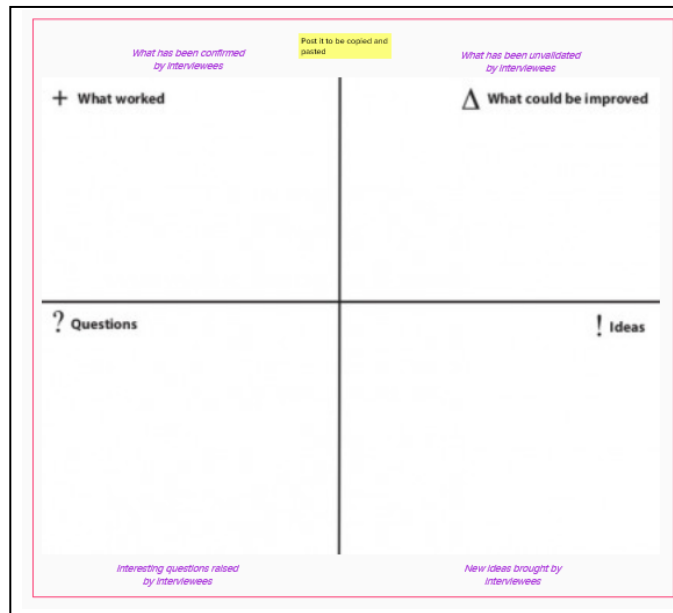 What has been confirmed
by Interviewees
Post it to be copied and
pasted
What has been unvalidated
by Interviewees
+ What worked
Δ What could be improved
? Questions
! Ideas
Interesting questions raised
by Interviewees
New ideas brought by
Interviewees